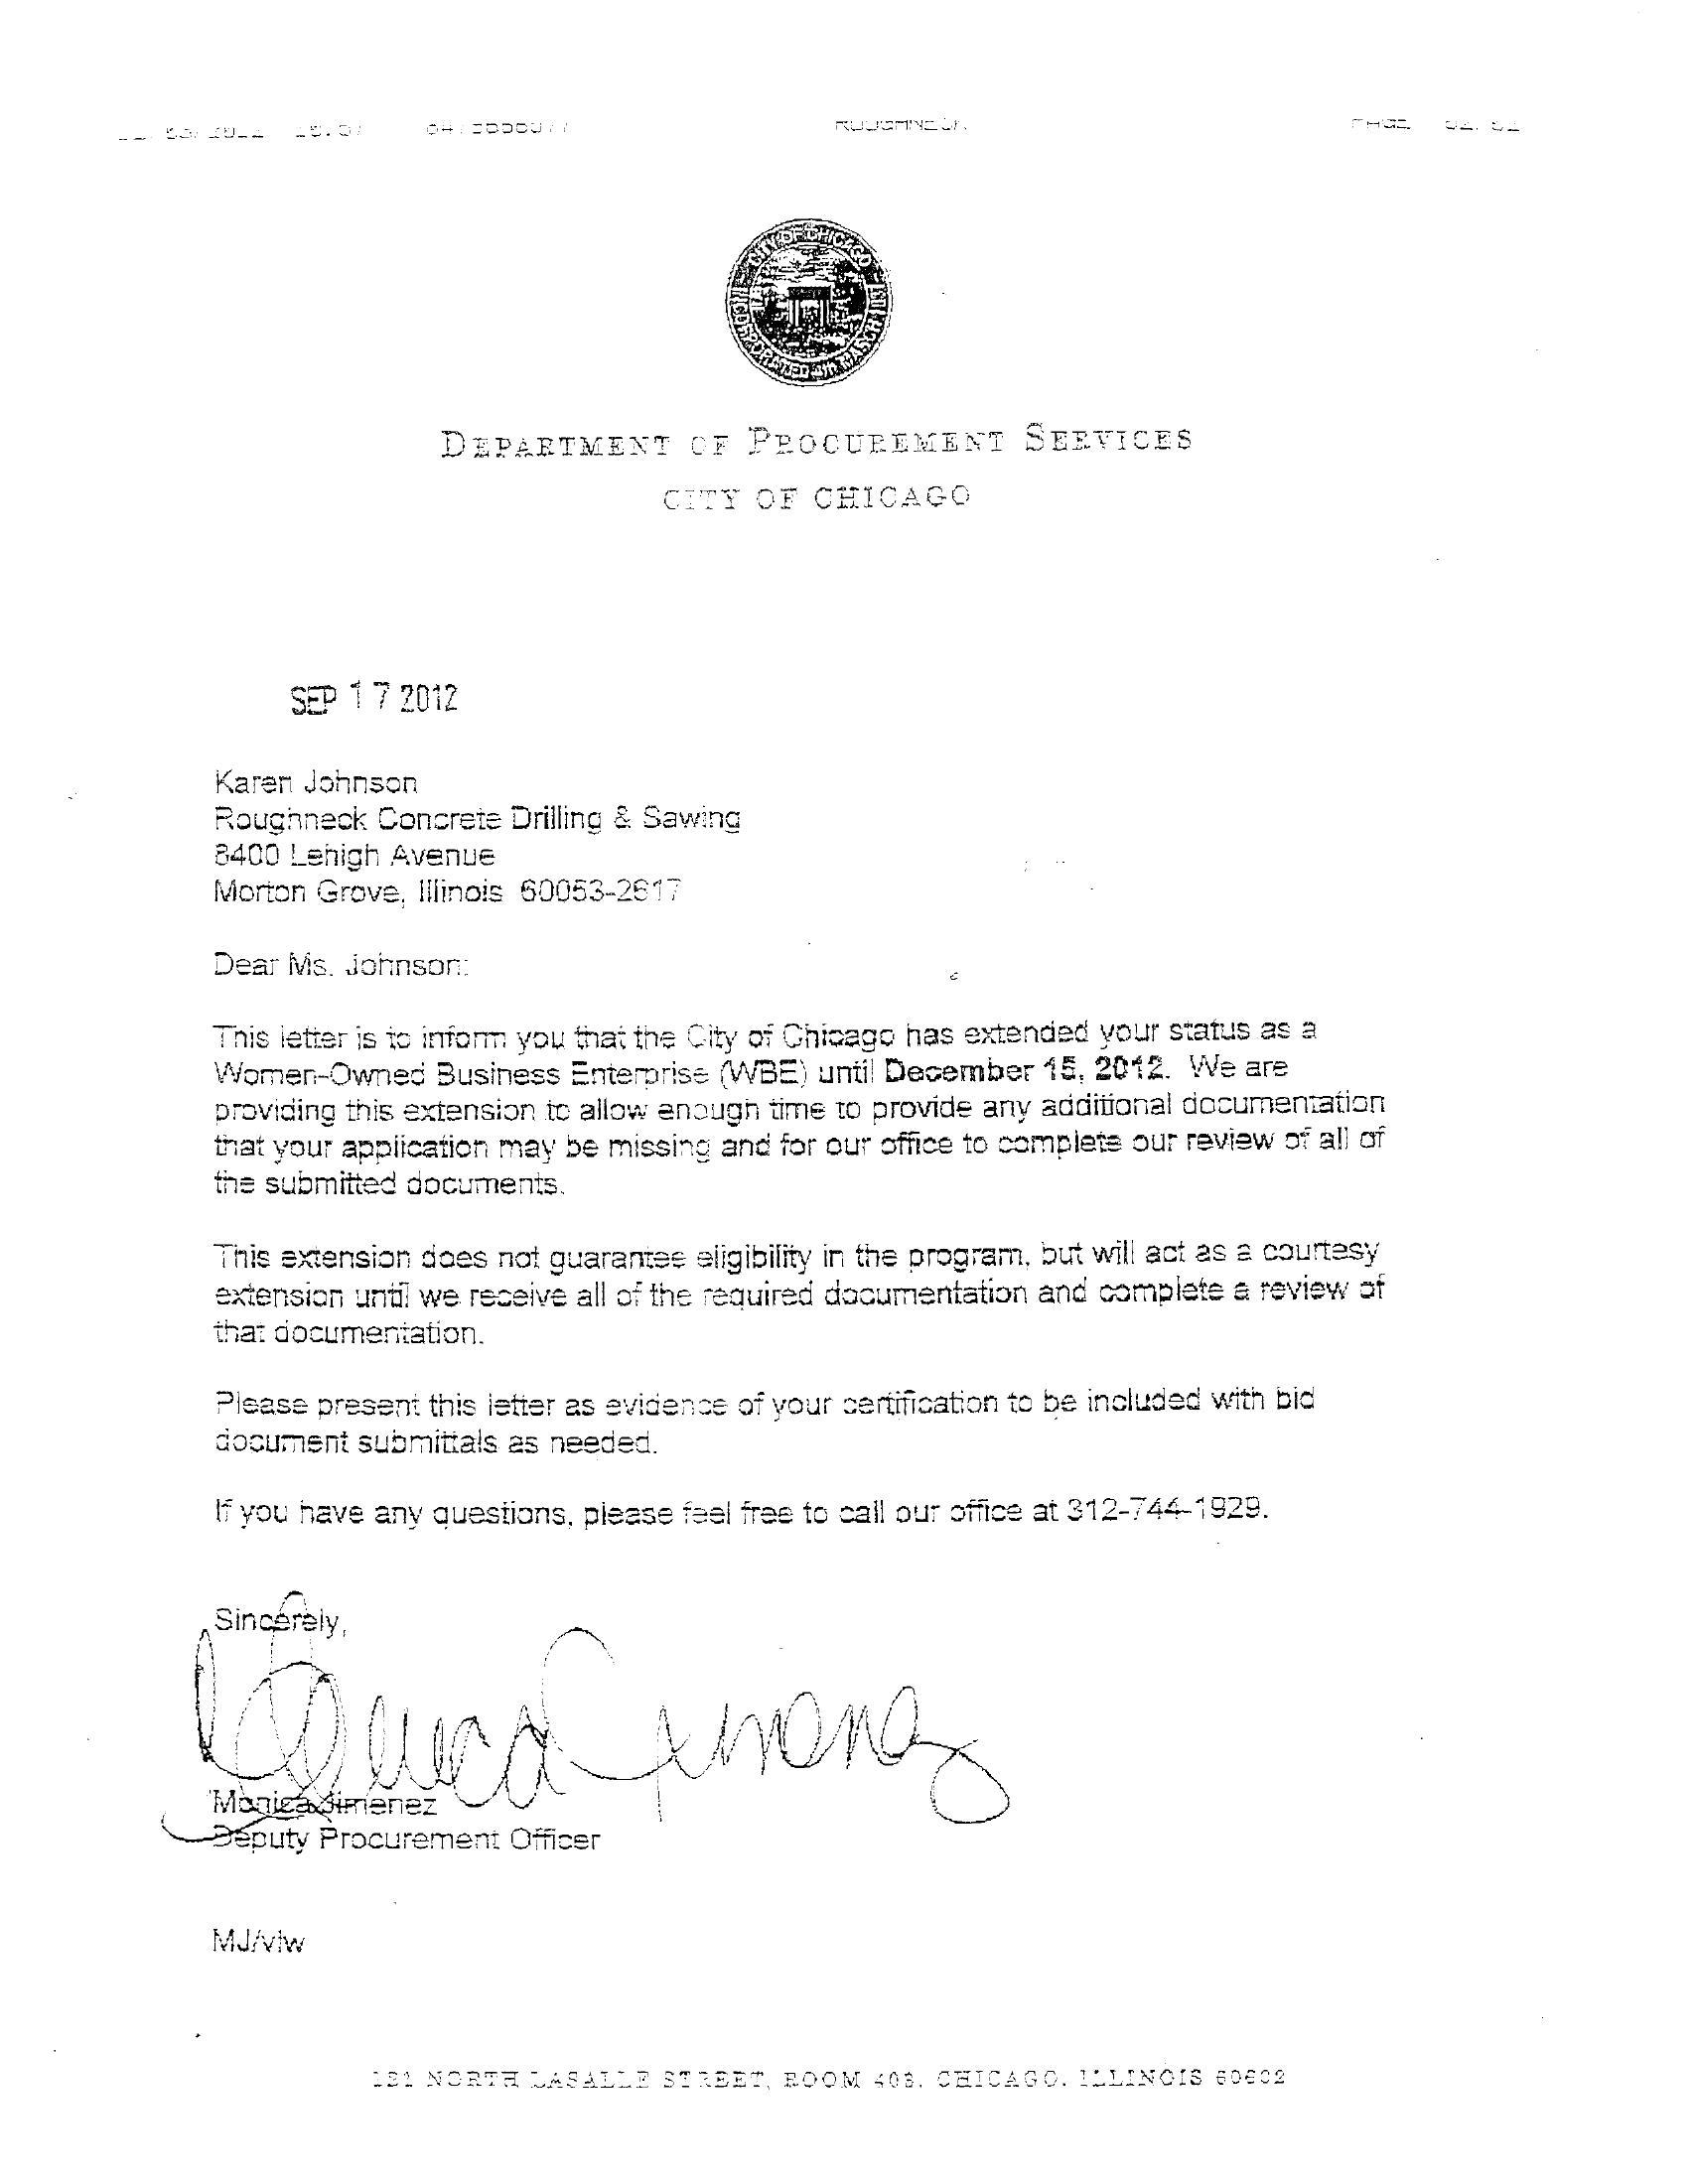 ROUGHNECK
PAGE
CITY OF CHICAGO
INCORPORATED 4th MARCH 1837
DEPARTMENT OF PROCUREMENT SERVICES
CITY OF CHICAGO
SEP 17 2012
Karen Johnson
Roughneck Concrete Drilling & Sawing
8400 Lehigh Avenue
Morton Grove, Illinois 60053-2617
Dear Ms. Johnson:
This letter is to inform you that the City of Chicago has extended your status as a
Women-Owned Business Enterprise (WBE) until December 15, 2012. We are
providing this extension to allow enough time to provide any additional documentation
that your application may be missing and for our office to complete our review of all of
the submitted documents.
This extension does not guarantee eligibility in the program, but will act as a courtesy
extension until we receive all of the required documentation and complete a review of
that documentation.
Please present this letter as evidence of your certification to be included with bid
document submittals as needed.
If you have any questions, please feel free to call our office at 312-744-1929.
Sincerely,
Monica Jimenez
Monica Jimenez
Deputy Procurement Officer
MJ/vlw
121 NORTH LASALLE STREET, ROOM 403, CHICAGO, ILLINOIS 60602